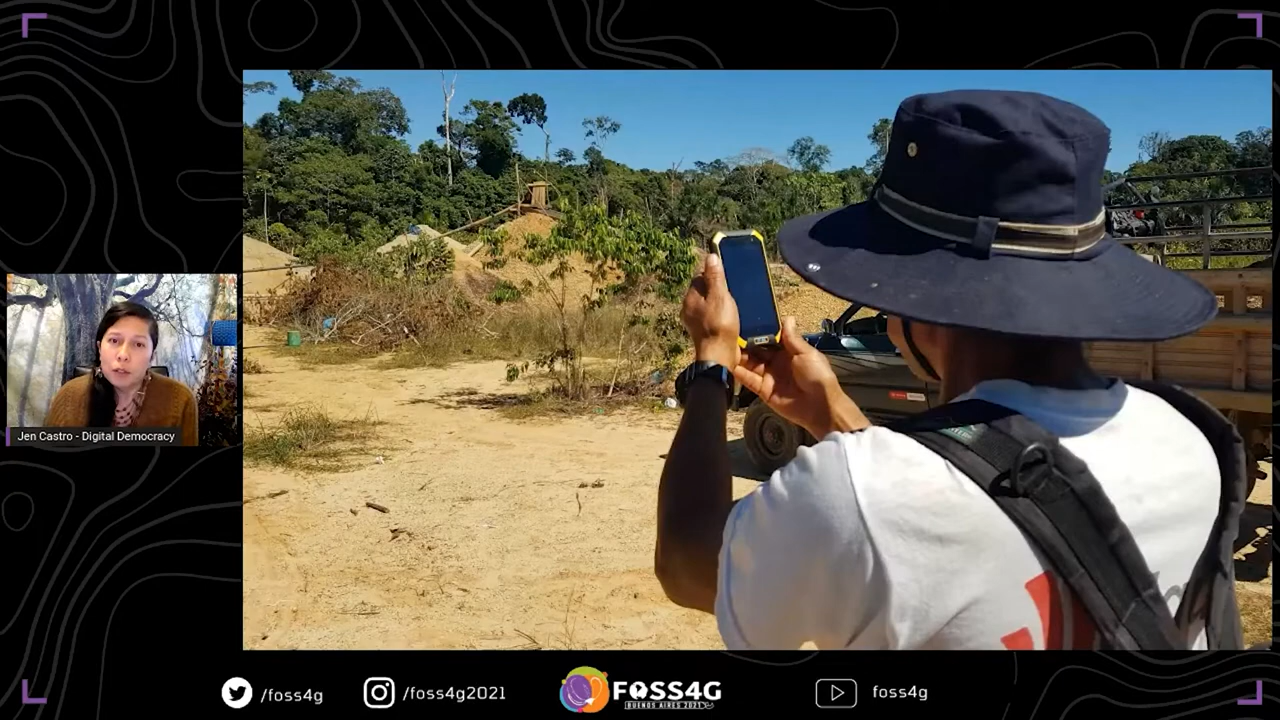 Jen Castro - Digital Democracy
/foss4g
/foss4g2021
FOSS4G
BUENOS AIRES 2021
foss4g